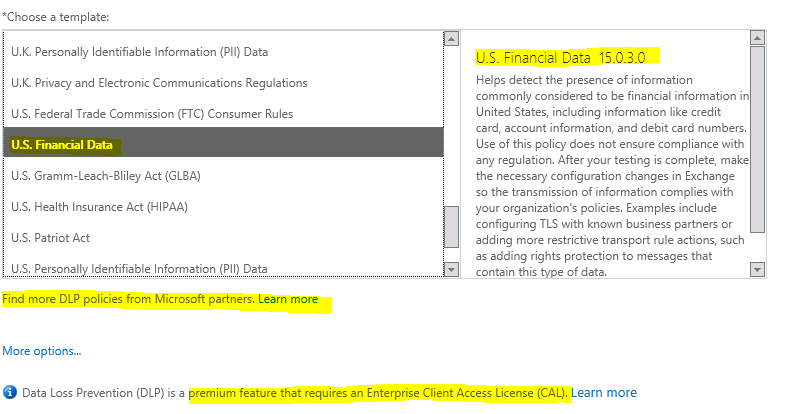 *Choose a template:
U.K. Personally Identifiable Information (PII) Data
U.K. Privacy and Electronic Communications Regulations
U.S. Federal Trade Commission (FTC) Consumer Rules
U.S. Financial Data
U.S. Gramm-Leach-Bliley Act (GLBA)
U.S. Health Insurance Act (HIPAA)
U.S. Patriot Act
U.S. Personally Identifiable Information (PII) Data
U.S. Financial Data 15.0.3.0
Helps detect the presence of information
commonly considered to be financial information in
United States, including information like credit
card, account information, and debit card numbers.
Use of this policy does not ensure compliance with
any regulation. After your testing is complete, make
the necessary configuration changes in Exchange
so the transmission of information complies with
your organization's policies. Examples include
configuring TLS with known business partners or
adding more restrictive transport rule actions, such
as adding rights protection to messages that
contain this type of data.
Find more DLP policies from Microsoft partners. Learn more
More options...
Data Loss Prevention (DLP) is a premium feature that requires an Enterprise Client Access License (CAL). Learn more